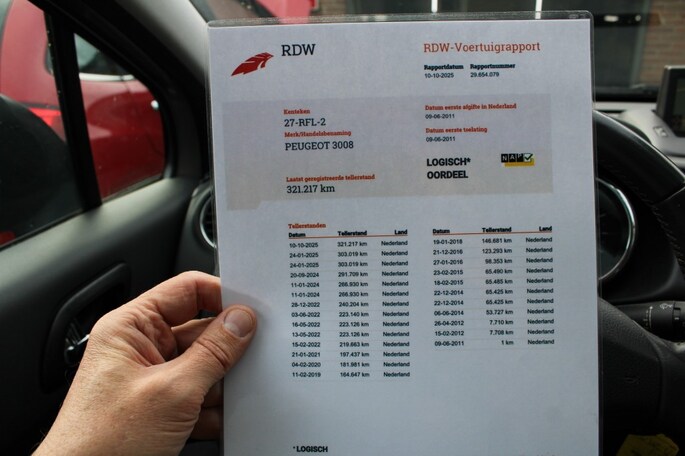 RDW
RDW-Voertuigrapport
Rapportdatum Rapportnummer
10-10-2025 29.654.079
Kenteken
27-RFL-2
Merk/Handelsbenaming
PEUGEOT 3008
Laatst geregistreerde tellerstand
321.217 km
Datum eerste afgifte in Nederland
09-06-2011
Datum eerste toelating
09-06-2011
LOGISCH*
OORDEEL
NAP
Tellerstanden
Datum Tellerstand Land
10-10-2025 321.217 km Nederland
24-01-2025 303.019 km Nederland
24-01-2025 303.019 km Nederland
20-09-2024 291.709 km Nederland
11-01-2024 266.930 km Nederland
11-01-2024 266.930 km Nederland
28-12-2022 240.204 km Nederland
03-06-2022 223.140 km Nederland
16-05-2022 223.126 km Nederland
13-05-2022 223.126 km Nederland
15-02-2022 219.663 km Nederland
21-01-2021 197.437 km Nederland
04-02-2020 181.981 km Nederland
11-02-2019 164.647 km Nederland
Datum Tellerstand Land
19-01-2018 146.681 km Nederland
21-12-2016 123.293 km Nederland
27-01-2016 98.353 km Nederland
23-02-2015 65.490 km Nederland
18-02-2015 65.485 km Nederland
22-12-2014 65.425 km Nederland
22-12-2014 65.425 km Nederland
06-06-2014 53.727 km Nederland
26-04-2012 7.710 km Nederland
15-02-2012 7.708 km Nederland
09-06-2011 1 km Nederland
*LOGISCH